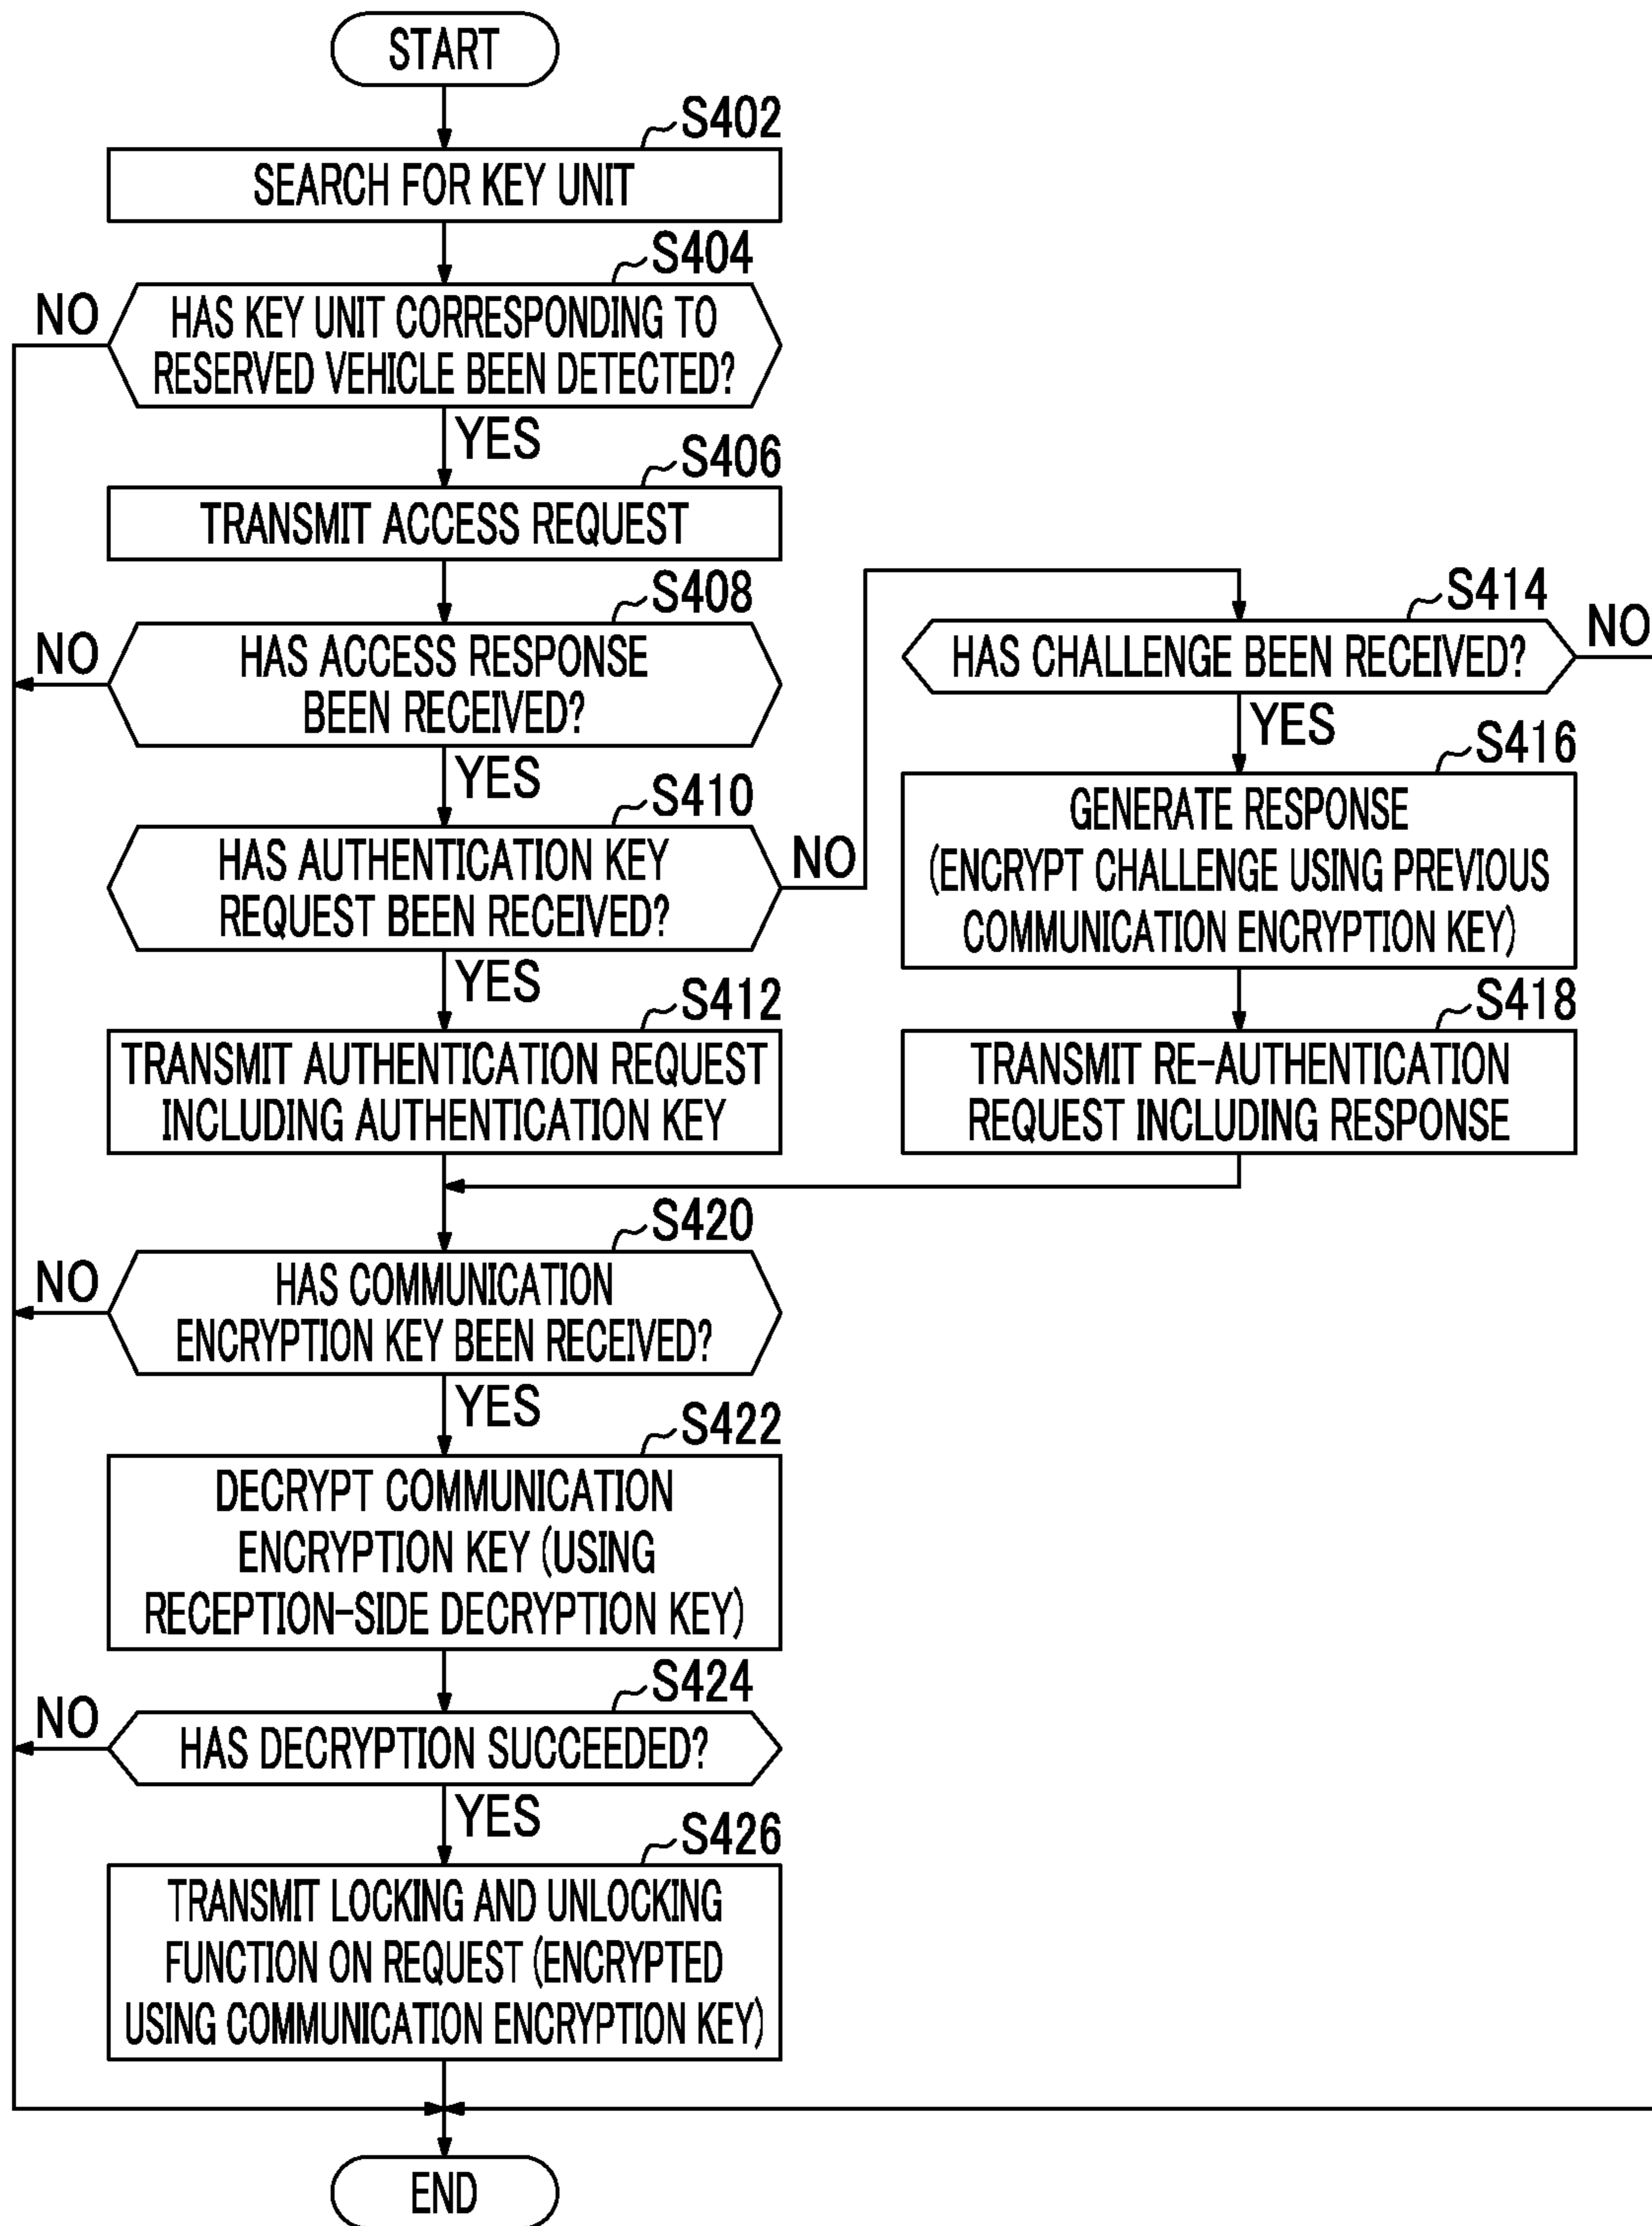 START
S402
SEARCH FOR KEY UNIT
S404
NO
HAS KEY UNIT CORRESPONDING TO
RESERVED VEHICLE BEEN DETECTED?
YES
S406
TRANSMIT ACCESS REQUEST
S408
NO
HAS ACCESS RESPONSE
BEEN RECEIVED?
YES
S410
HAS AUTHENTICATION KEY
REQUEST BEEN RECEIVED?
NO
YES
S412
TRANSMIT AUTHENTICATION REQUEST
INCLUDING AUTHENTICATION KEY
S414
HAS CHALLENGE BEEN RECEIVED?
NO
YES
S416
GENERATE RESPONSE
(ENCRYPT CHALLENGE USING PREVIOUS
COMMUNICATION ENCRYPTION KEY)
S418
TRANSMIT RE-AUTHENTICATION
REQUEST INCLUDING RESPONSE
S420
NO
HAS COMMUNICATION
ENCRYPTION KEY BEEN RECEIVED?
YES
S422
DECRYPT COMMUNICATION
ENCRYPTION KEY (USING
RECEPTION-SIDE DECRYPTION KEY)
S424
NO
HAS DECRYPTION SUCCEEDED?
YES
S426
TRANSMIT LOCKING AND UNLOCKING
FUNCTION ON REQUEST (ENCRYPTED
USING COMMUNICATION ENCRYPTION KEY)
END